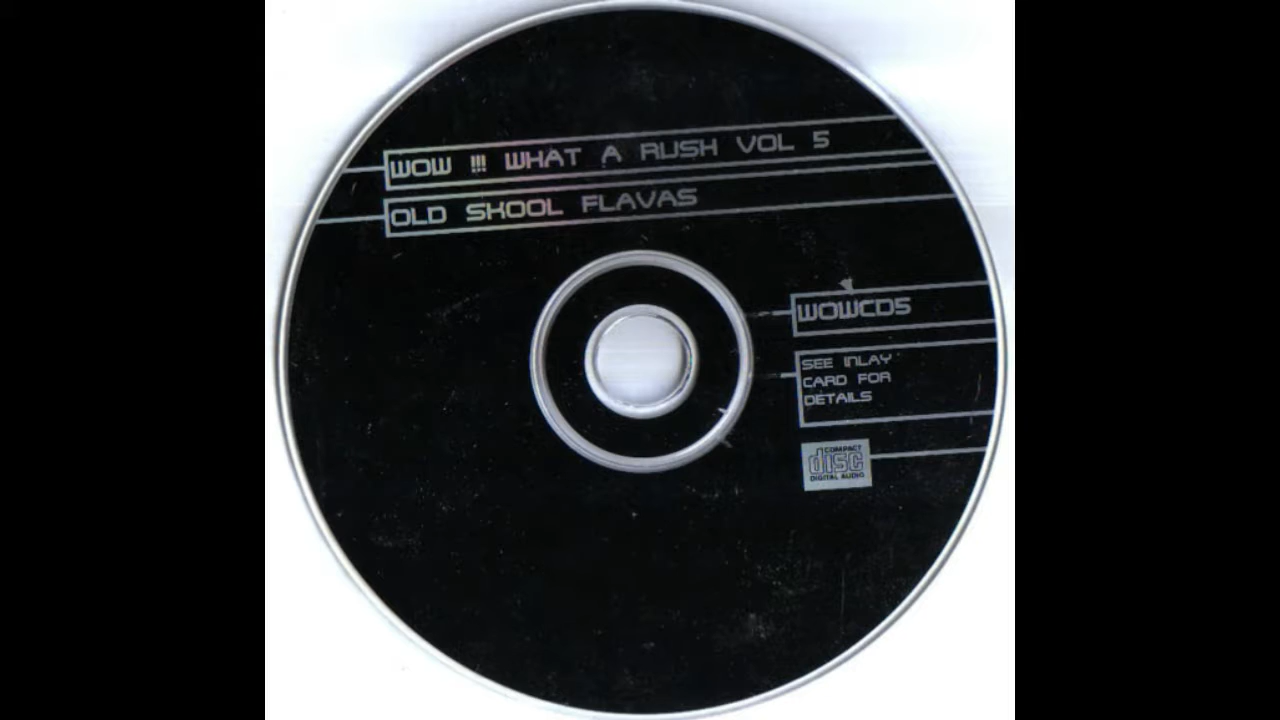 WOW !!! WHAT A RUSH VOL 5
OLD SKOOL FLAVAS
WOWCD5
SEE INLAY
CARD FOR
DETAILS
COMPACT
disc
DIGITAL AUDIO